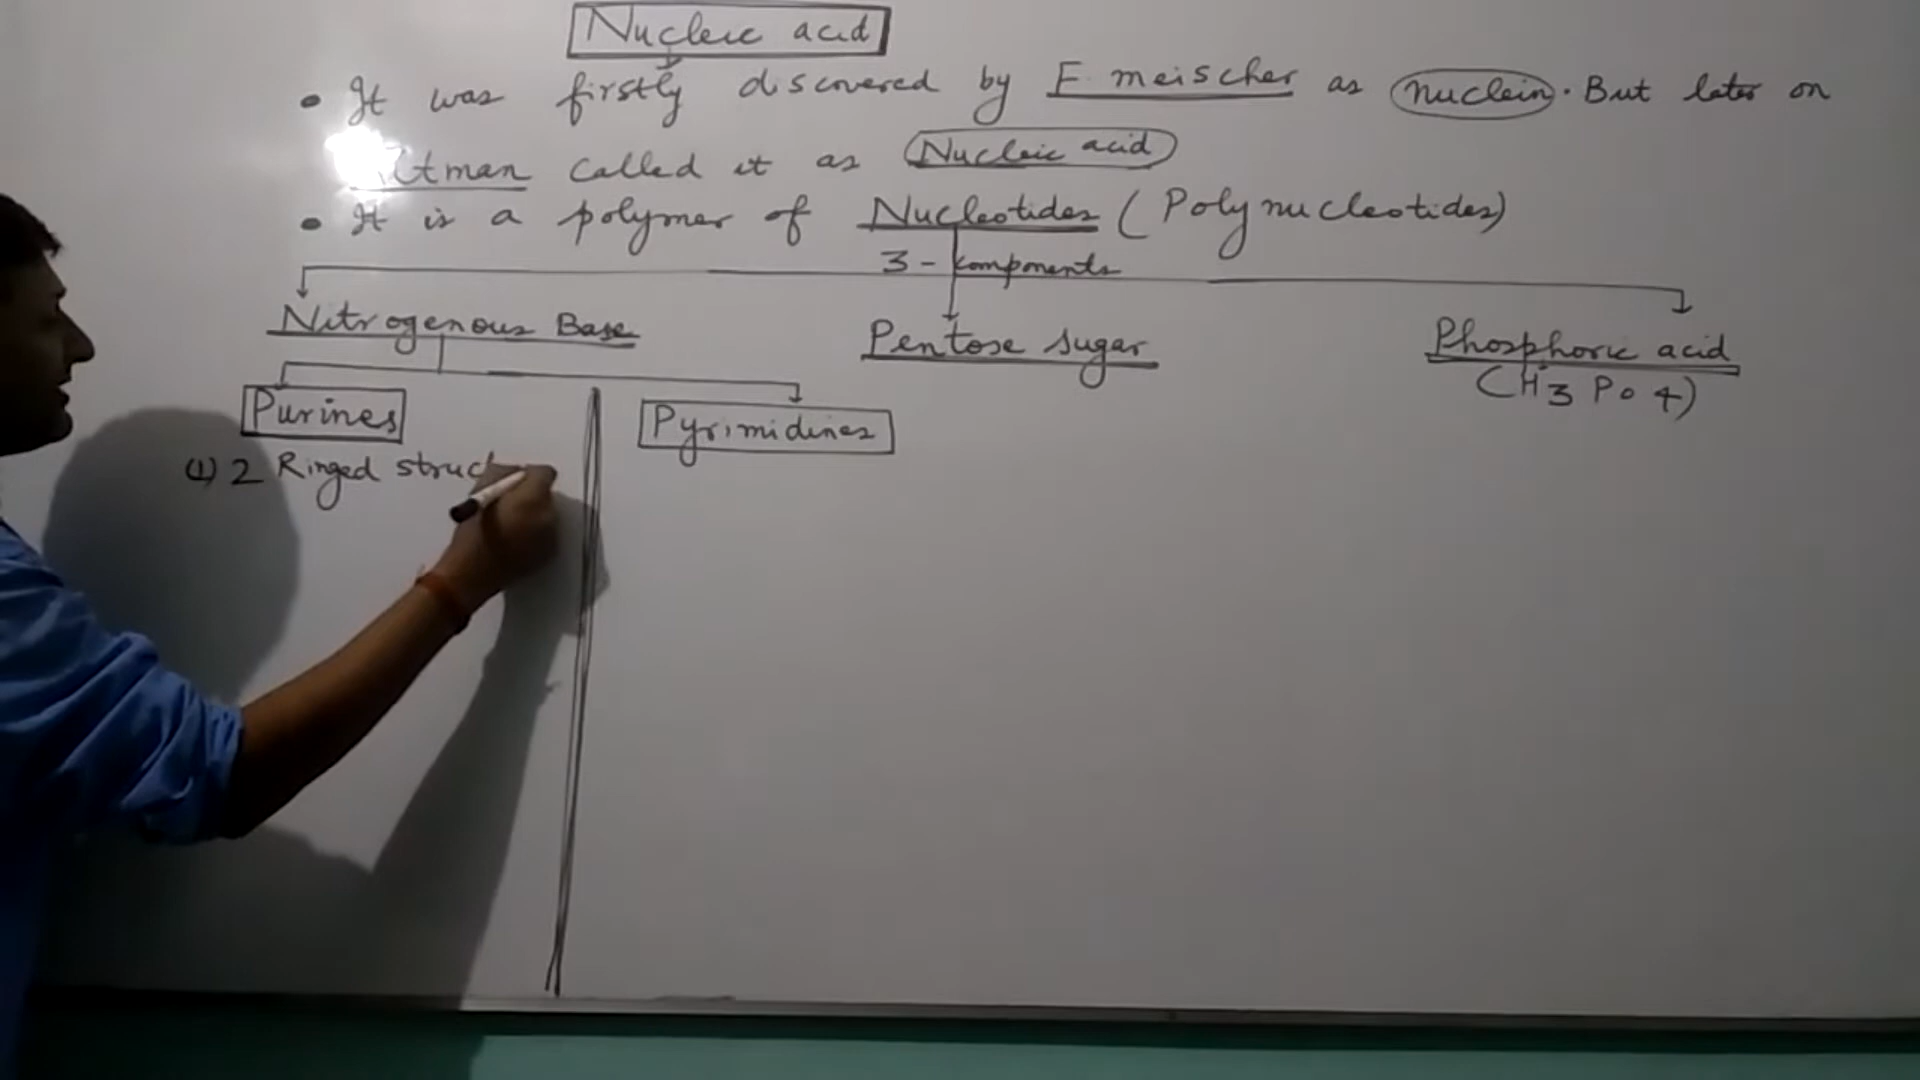 Nucleic acid
• It was firstly discovered by F. meischer as nuclein. But later on
Altman called it as Nucleic acid
• It is a polymer of Nucleotides (Polynucleotides)
3 - components
Nitrogenous Base
Pentose sugar
Phosphoric acid
(H3 Po 4)
Purines
Pyrimidines
(1) 2 Ringed struc